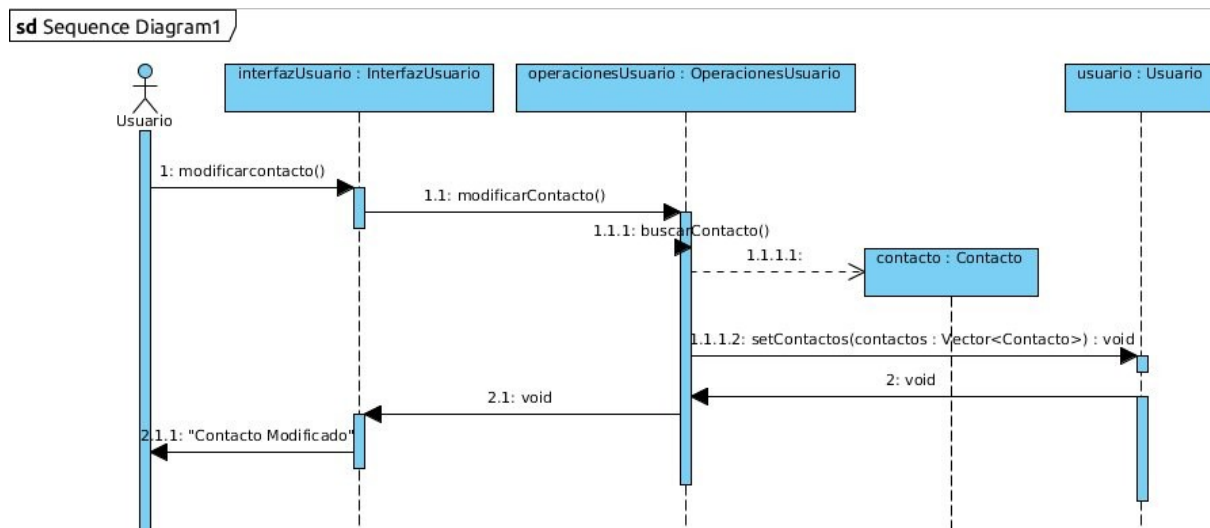 sd Sequence Diagram1
interfazUsuario : InterfazUsuario
operacionesUsuario : OperacionesUsuario
usuario : Usuario
Usuario
1: modificarcontacto()
1.1: modificarContacto()
1.1.1: buscarContacto()
1.1.1.1:
contacto : Contacto
1.1.1.2: setContactos(contactos : Vector<Contacto>) : void
2: void
2.1: void
2.1.1: "Contacto Modificado"